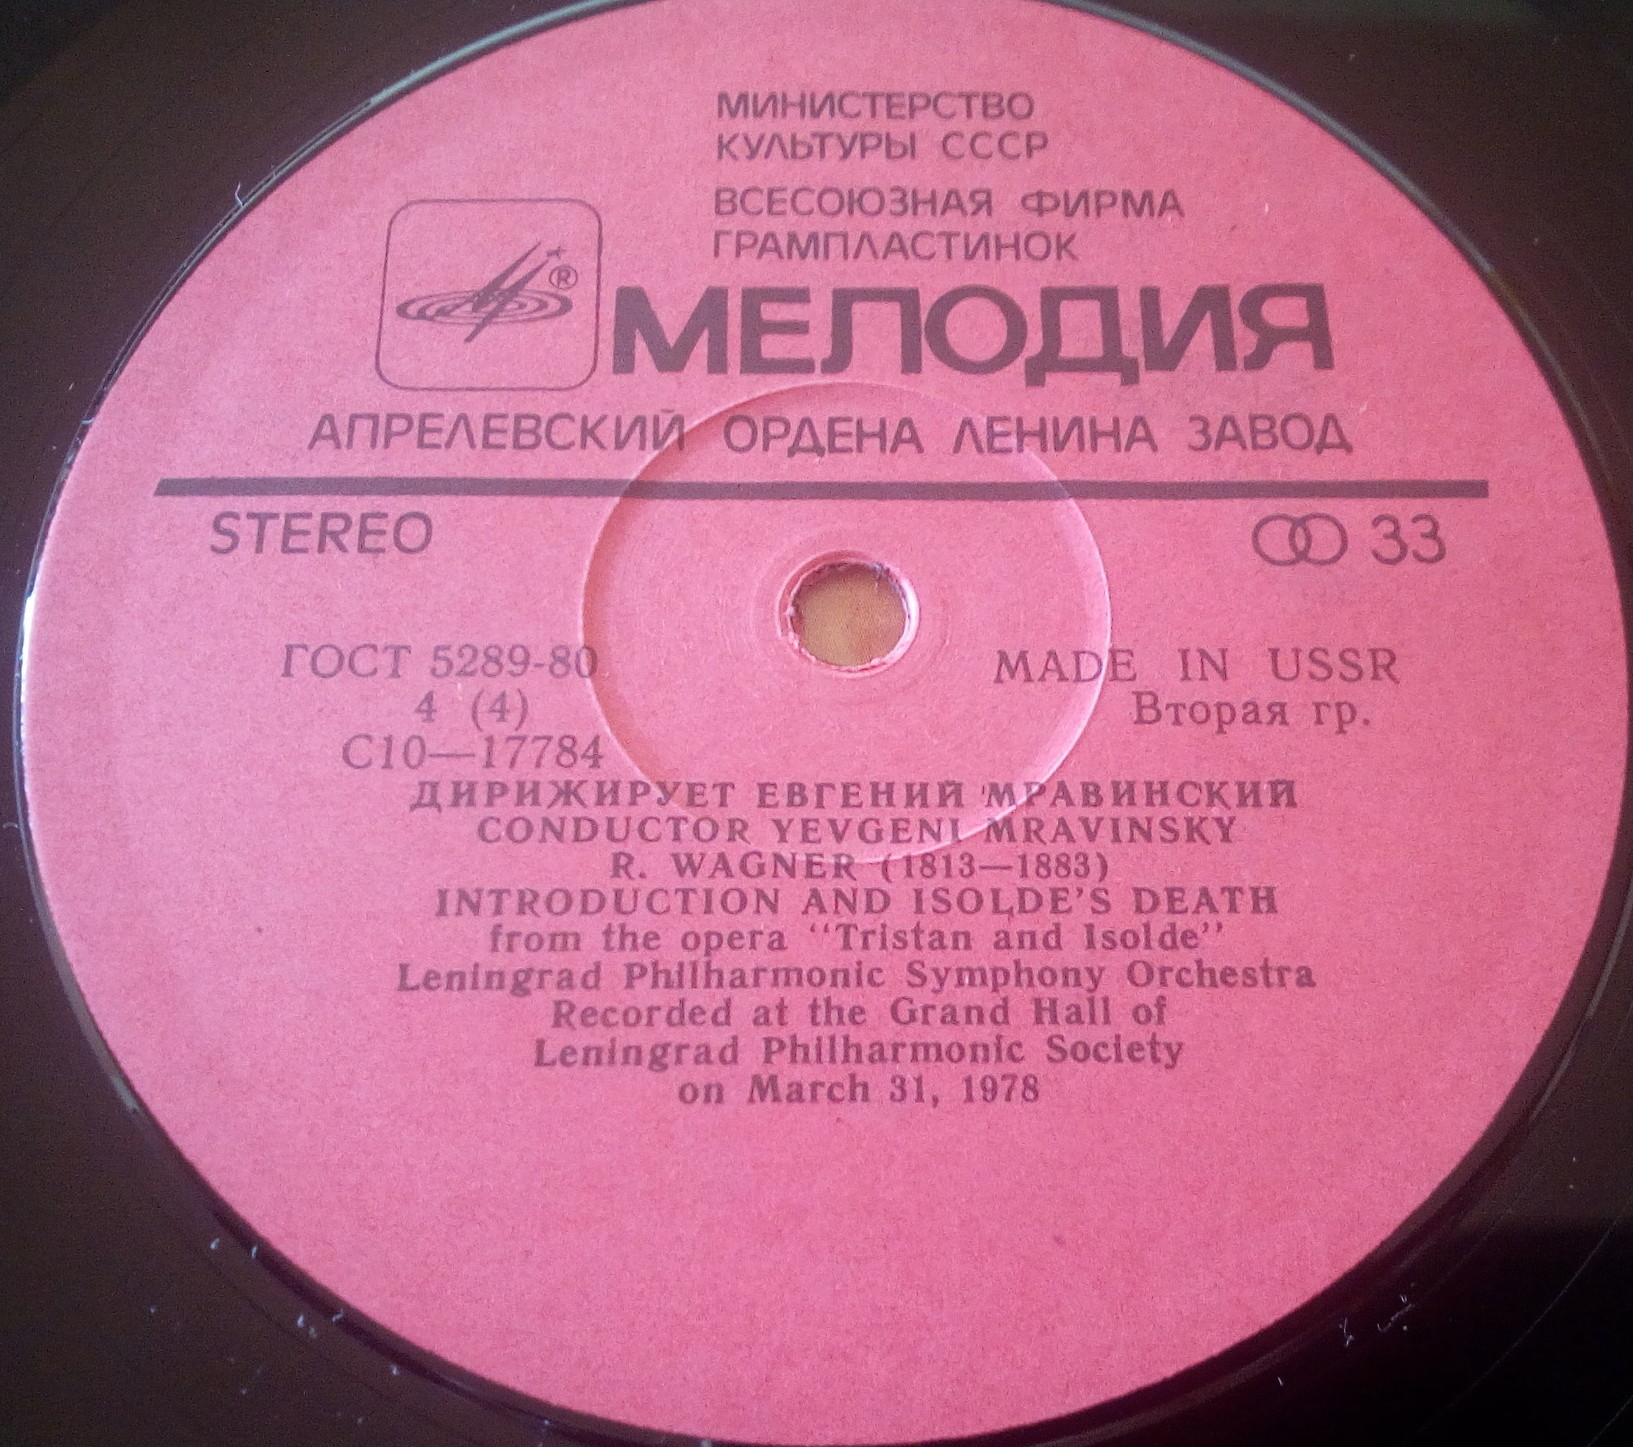 МИНИСТЕРСТВО
КУЛЬТУРЫ СССР
ВСЕСОЮЗНАЯ ФИРМА
ГРАМПЛАСТИНОК
®
МЕЛОДИЯ
АПРЕЛЕВСКИЙ ОРДЕНА ЛЕНИНА ЗАВОД
STEREO 33
ГОСТ 5289-80 MADE IN USSR
4 (4) Вторая гр.
С10—17784
ДИРИЖИРУЕТ ЕВГЕНИЙ МРАВИНСКИЙ
CONDUCTOR YEVGENI MRAVINSKY
R. WAGNER (1813—1883)
INTRODUCTION AND ISOLDE'S DEATH
from the opera "Tristan and Isolde"
Leningrad Philharmonic Symphony Orchestra
Recorded at the Grand Hall of
Leningrad Philharmonic Society
on March 31, 1978